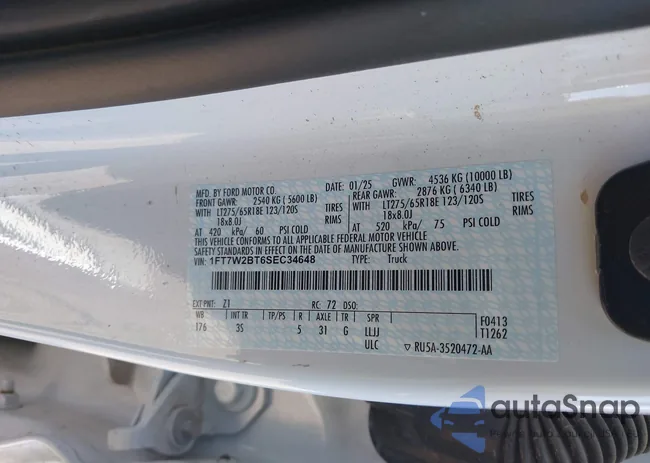 MFD. BY FORD MOTOR CO.
DATE: 01/25 GVWR: 4536 KG (10000 LB)
FRONT GAWR: 2540 KG (5600 LB) REAR GAWR: 2876 KG (6340 LB)
WITH LT275/65R18E 123/120S TIRES WITH LT275/65R18E 123/120S TIRES
18x8.0J RIMS 18x8.0J RIMS
AT 420 kPa/ 60 PSI COLD AT 520 kPa/ 75 PSI COLD
THIS VEHICLE CONFORMS TO ALL APPLICABLE FEDERAL MOTOR VEHICLE
SAFETY STANDARDS IN EFFECT ON THE DATE OF MANUFACTURE SHOWN ABOVE.
VIN: 1FT7W2BT6SEC34648 TYPE: Truck
EXT PNT: Z1 RC: 72 DSO:
WB INT TR TP/PS R AXLE TR SPR F0413
176 3S 5 31 G LLJJ T1262
ULC ▽ RU5A-3520472-AA
autoSnap